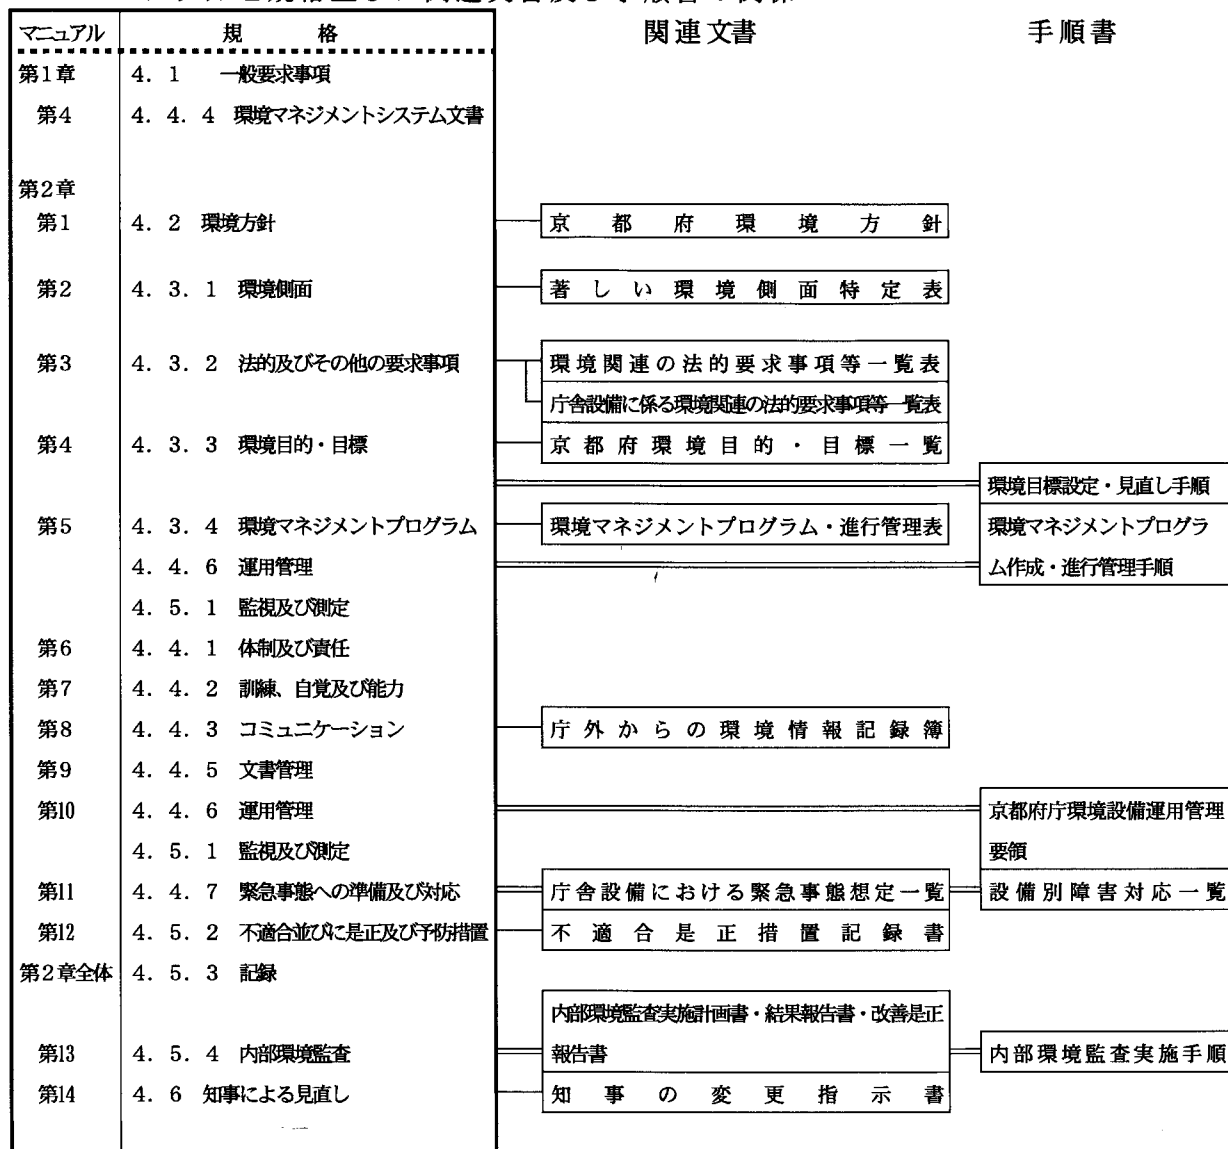 マニュアル 規格 関連文書 手順書
第1章 4．1 一般要求事項
第4 4．4．4 環境マネジメントシステム文書
第2章
第1 4．2 環境方針 京都府環境方針
第2 4．3．1 環境側面 著しい環境側面特定表
第3 4．3．2 法的及びその他の要求事項 環境関連の法的要求事項等一覧表
庁舎設備に係る環境関連の法的要求事項等一覧表
第4 4．3．3 環境目的・目標 京都府環境目的・目標一覧
環境目標設定・見直し手順
第5 4．3．4 環境マネジメントプログラム 環境マネジメントプログラム・進行管理表 環境マネジメントプログラ
4．4．6 運用管理 ム作成・進行管理手順
4．5．1 監視及び測定
第6 4．4．1 体制及び責任
第7 4．4．2 訓練、自覚及び能力
第8 4．4．3 コミュニケーション 庁外からの環境情報記録簿
第9 4．4．5 文書管理
第10 4．4．6 運用管理 京都府庁環境設備運用管理
4．5．1 監視及び測定 要領
第11 4．4．7 緊急事態への準備及び対応 庁舎設備における緊急事態想定一覧 設備別障害対応一覧
第12 4．5．2 不適合並びに是正及び予防措置 不適合是正措置記録書
第2章全体 4．5．3 記録
内部環境監査実施計画書・結果報告書・改善是正
第13 4．5．4 内部環境監査 報告書 内部環境監査実施手順
第14 4．6 知事による見直し 知事の変更指示書